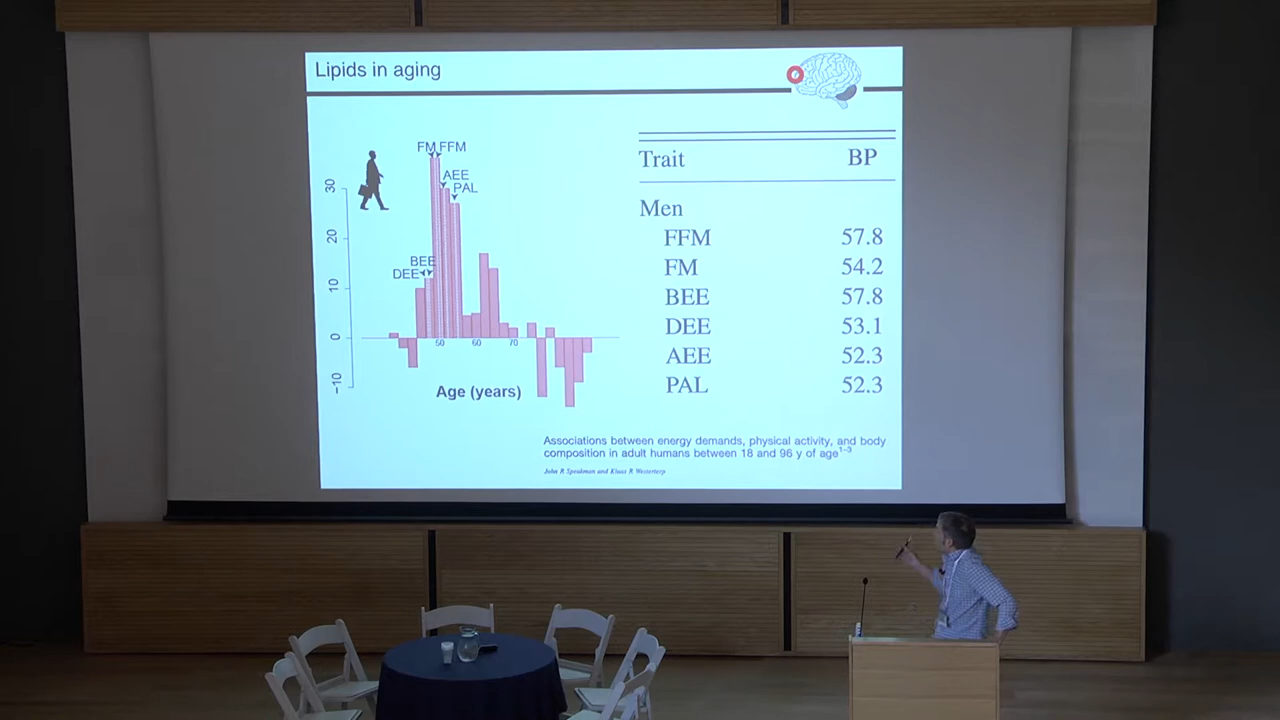 Lipids in aging
FM FFM
AEE
PAL
BEE
DEE
30
20
10
0
−10
50 60 70
Age (years)
Trait BP
Men
FFM 57.8
FM 54.2
BEE 57.8
DEE 53.1
AEE 52.3
PAL 52.3
Associations between energy demands, physical activity, and body
composition in adult humans between 18 and 96 y of age1–3
John R Speakman and Klaas R Westerterp